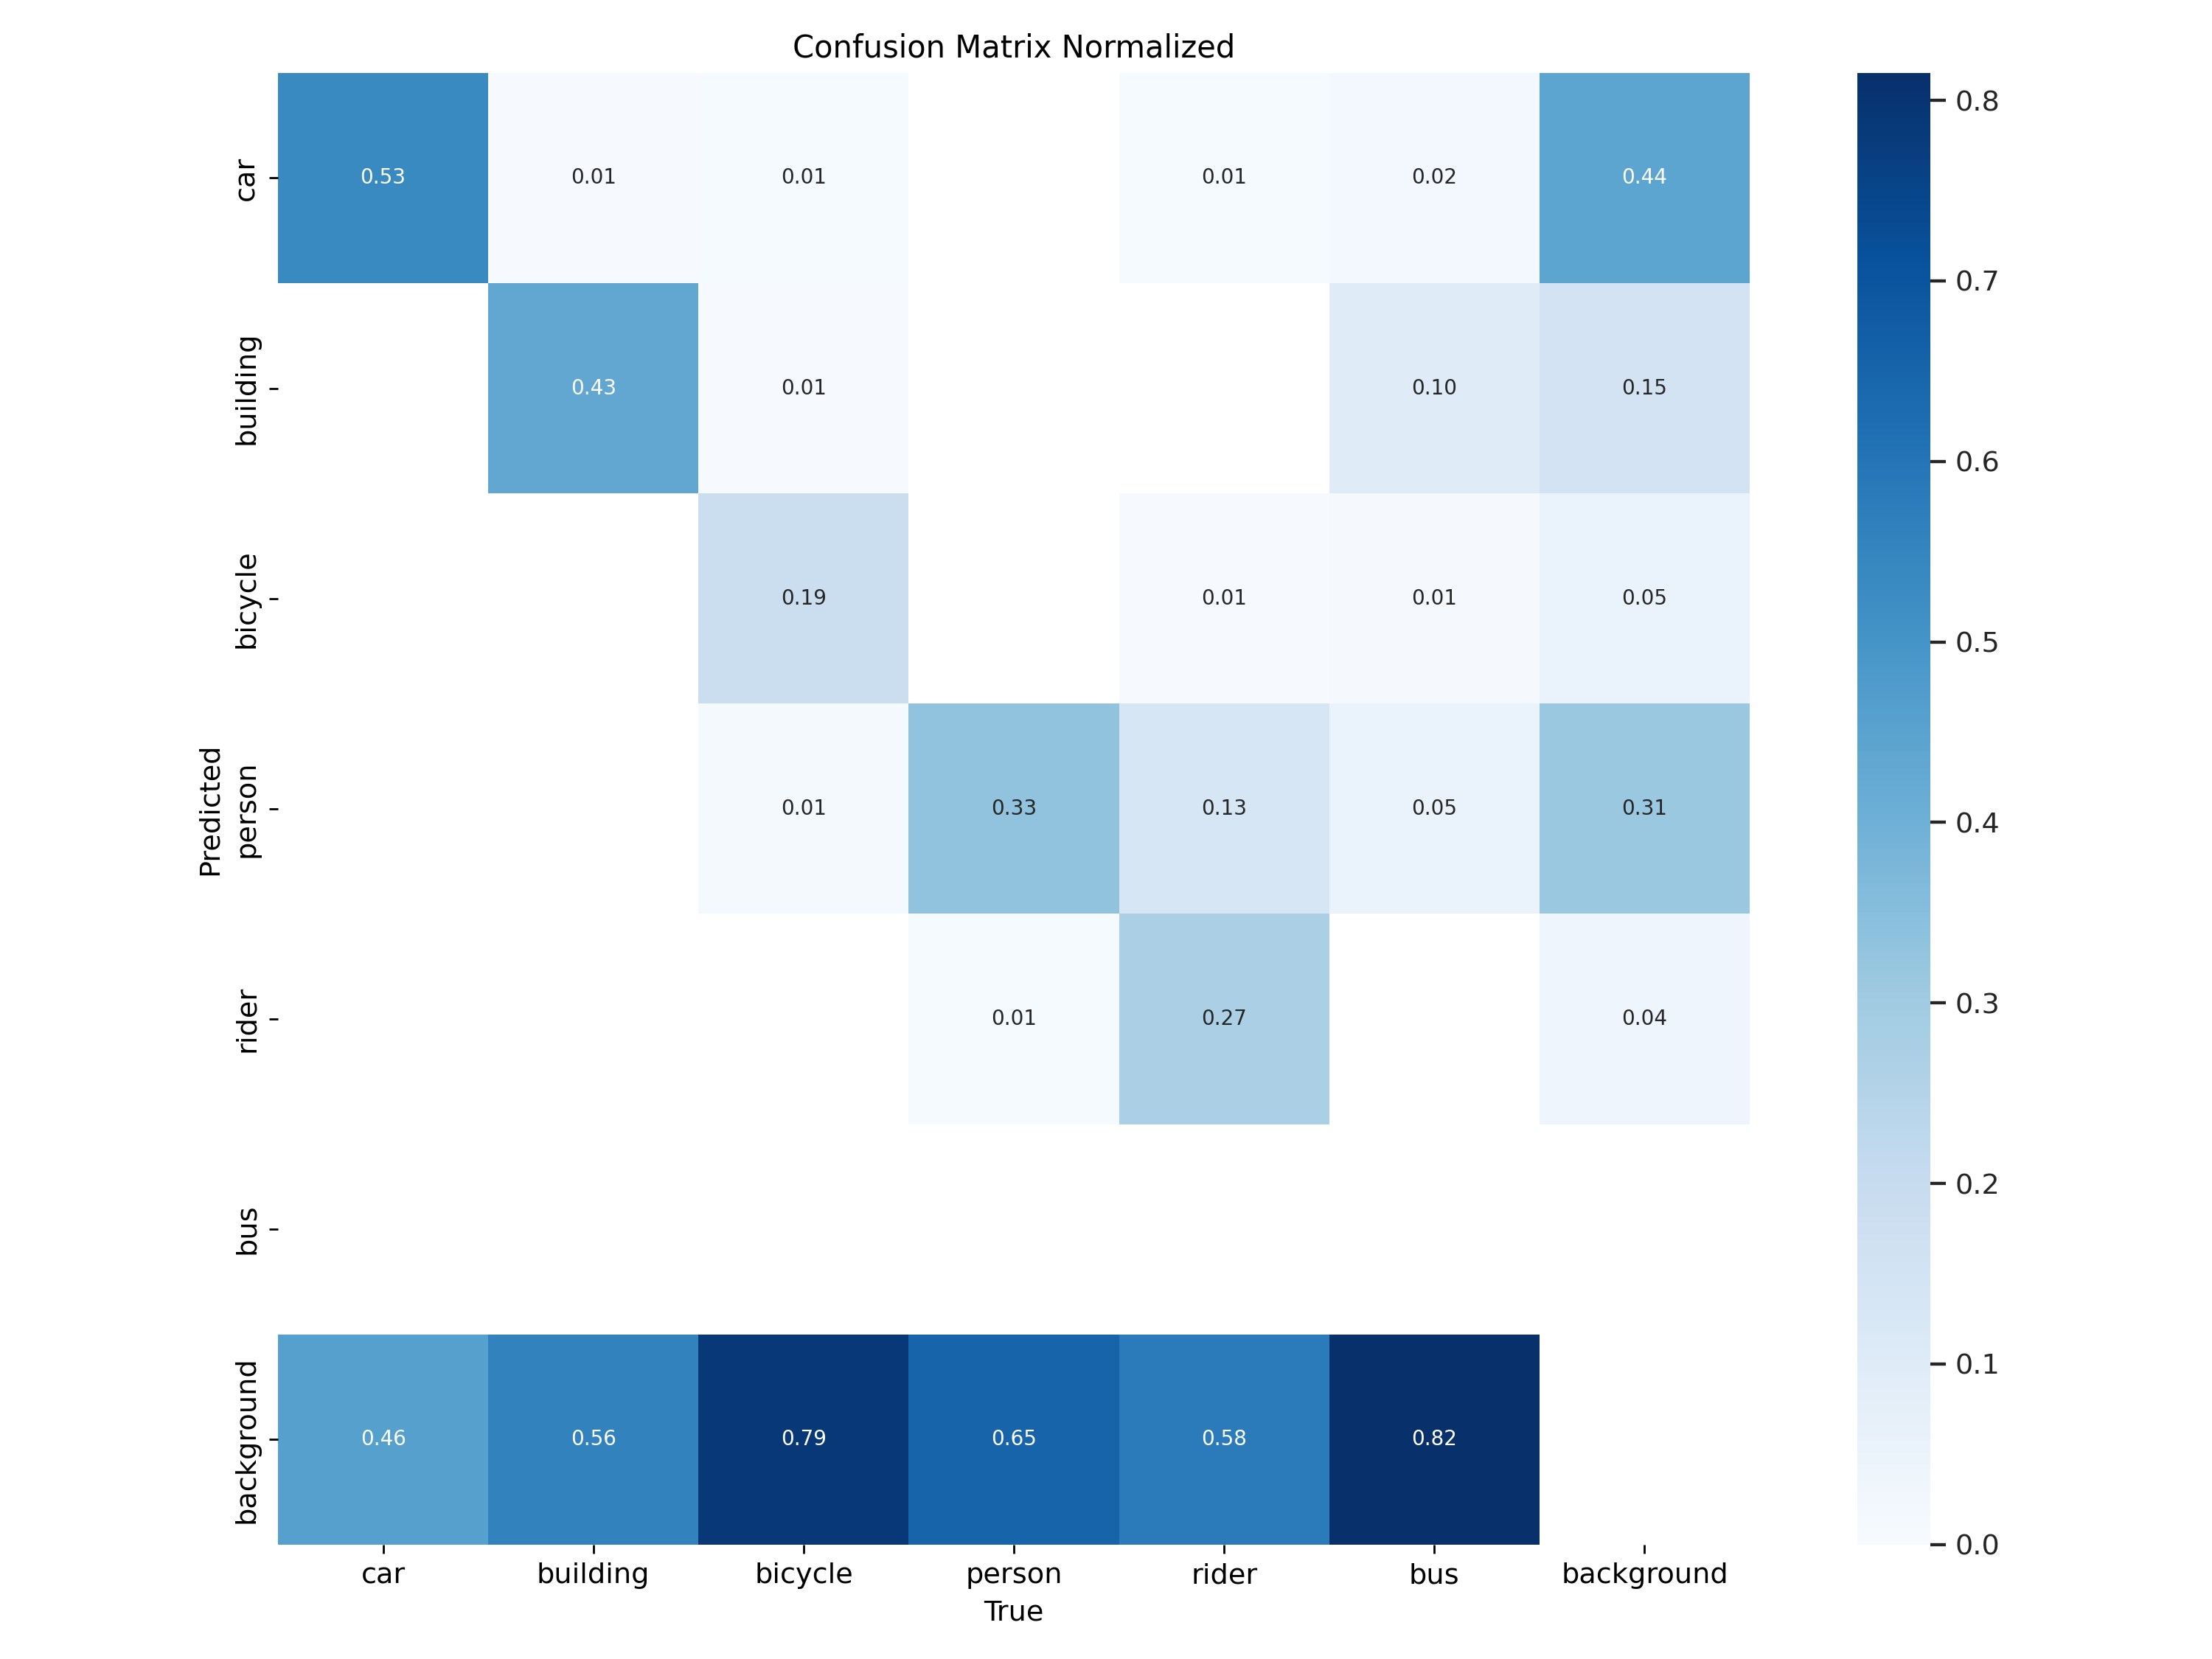 Confusion Matrix Normalized
car
0.53
0.01
0.01
0.01
0.02
0.44
building
0.43
0.01
0.10
0.15
bicycle
0.19
0.01
0.01
0.05
Predicted
person
0.01
0.33
0.13
0.05
0.31
rider
0.01
0.27
0.04
bus
background
0.46
0.56
0.79
0.65
0.58
0.82
car
building
bicycle
person
rider
bus
background
True
0.8
0.7
0.6
0.5
0.4
0.3
0.2
0.1
0.0